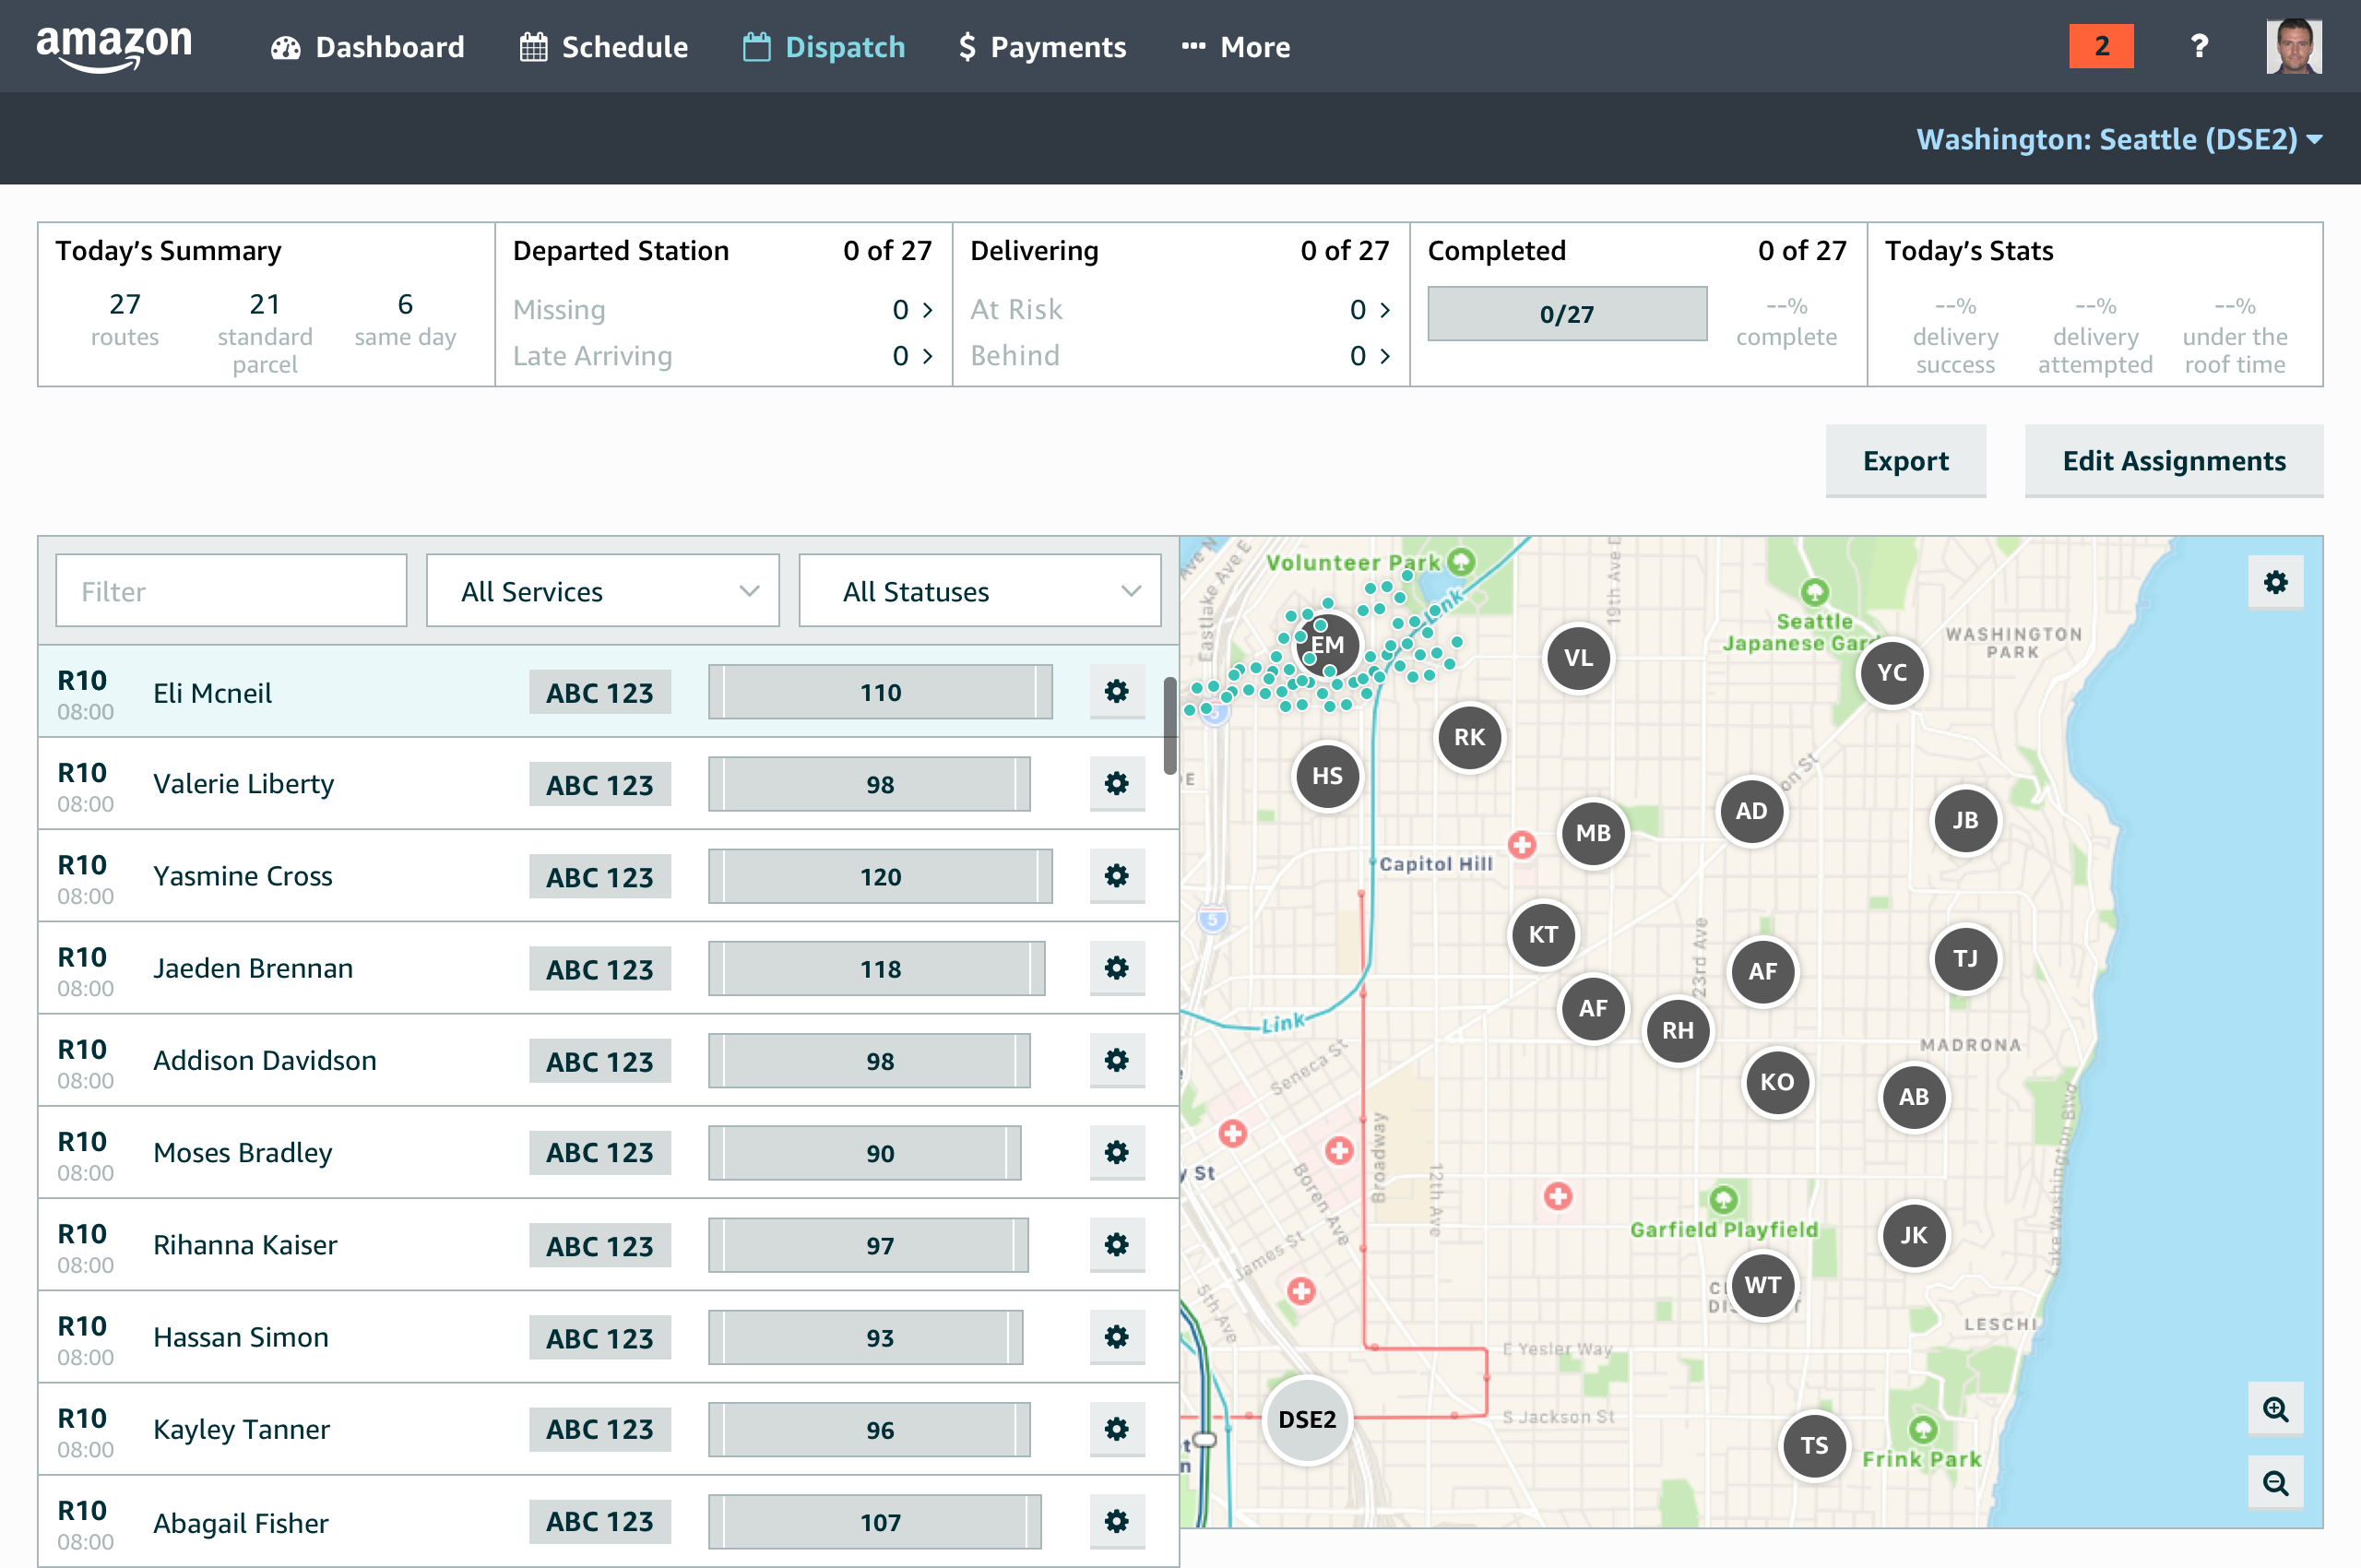 amazon
Dashboard
Schedule
Dispatch
$ Payments
More
2
?
Washington: Seattle (DSE2)
Today’s Summary
27
routes
21
standard
parcel
6
same day
Departed Station
0 of 27
Missing
0
Late Arriving
0
Delivering
0 of 27
At Risk
0
Behind
0
Completed
0 of 27
0/27
--%
complete
Today’s Stats
--%
delivery
success
--%
delivery
attempted
--%
under the
roof time
Export
Edit Assignments
Filter
All Services
All Statuses
R10
08:00
Eli Mcneil
ABC 123
110
R10
08:00
Valerie Liberty
ABC 123
98
R10
08:00
Yasmine Cross
ABC 123
120
R10
08:00
Jaeden Brennan
ABC 123
118
R10
08:00
Addison Davidson
ABC 123
98
R10
08:00
Moses Bradley
ABC 123
90
R10
08:00
Rihanna Kaiser
ABC 123
97
R10
08:00
Hassan Simon
ABC 123
93
R10
08:00
Kayley Tanner
ABC 123
96
R10
08:00
Abagail Fisher
ABC 123
107
Ave N
Eastlake Ave E
Volunteer Park
Link
19th Ave E
Seattle
Japanese Gard
WASHINGTON
PARK
EM
VL
YC
RK
HS
E
5
on St
AD
JB
MB
Capitol Hill
5
KT
23rd Ave
AF
TJ
AF
RH
Link
MADRONA
Seneca St
KO
AB
Lake Washington Blvd
Broadway
y St
Boren Ave
12th Ave
Garfield Playfield
JK
James St
WT
5th Ave
LESCHI
E Yesler Way
DSE2
S Jackson St
TS
Frink Park